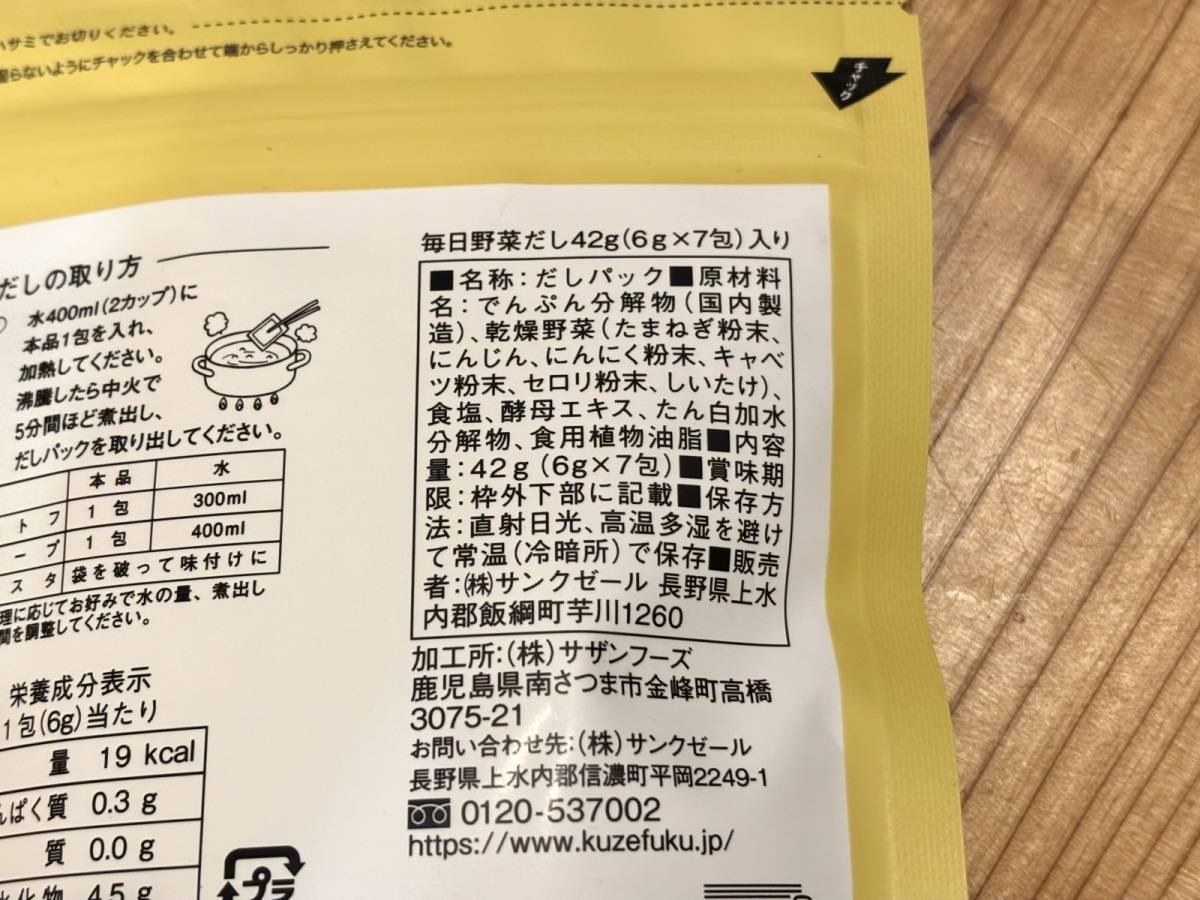 ハサミでお切りください。
らないようにチャックを合わせて端からしっかり押さえてください。
チャック
だしの取り方
水400ml(2カップ)に
本品1包を入れ、
加熱してください。
沸騰したら中火で
5分間ほど煮出し、
だしパックを取り出してください。
本品 水
トフ 1包 300ml
ープ 1包 400ml
スタ 袋を破って味付けに
理に応じてお好みで水の量、煮出し
間を調整してください。
栄養成分表示
1包(6g)当たり
量 19 kcal
んぱく質 0.3 g
質 0.0 g
水化物 4.5 g
プラ
毎日野菜だし42g(6g×7包)入り
■名称:だしパック■原材料
名:でんぷん分解物(国内製
造)、乾燥野菜(たまねぎ粉末、
にんじん、にんにく粉末、キャベ
ツ粉末、セロリ粉末、しいたけ)、
食塩、酵母エキス、たん白加水
分解物、食用植物油脂■内容
量:42g(6g×7包)■賞味期
限:枠外下部に記載■保存方
法:直射日光、高温多湿を避け
て常温(冷暗所)で保存■販売
者:㈱サンクゼール 長野県上水
内郡飯綱町芋川1260
加工所:(株)サザンフーズ
鹿児島県南さつま市金峰町高橋
3075-21
お問い合わせ先:(株)サンクゼール
長野県上水内郡信濃町平岡2249-1
0120-537002
https://www.kuzefuku.jp/